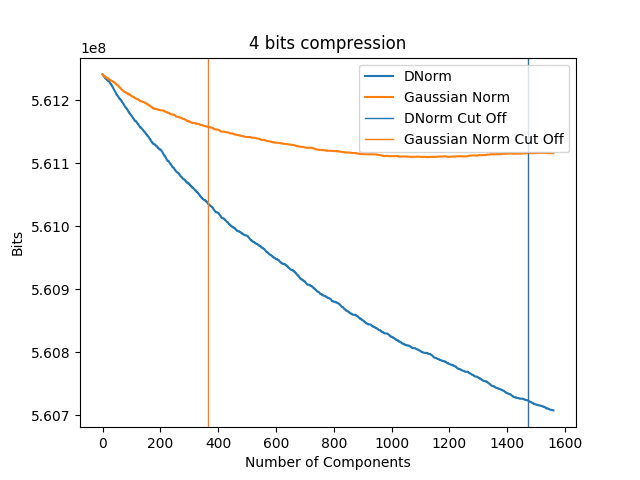 4 bits compression
1e8
DNorm
Gaussian Norm
DNorm Cut Off
Gaussian Norm Cut Off
5.612
5.611
5.610
5.609
5.608
5.607
Bits
0 200 400 600 800 1000 1200 1400 1600
Number of Components